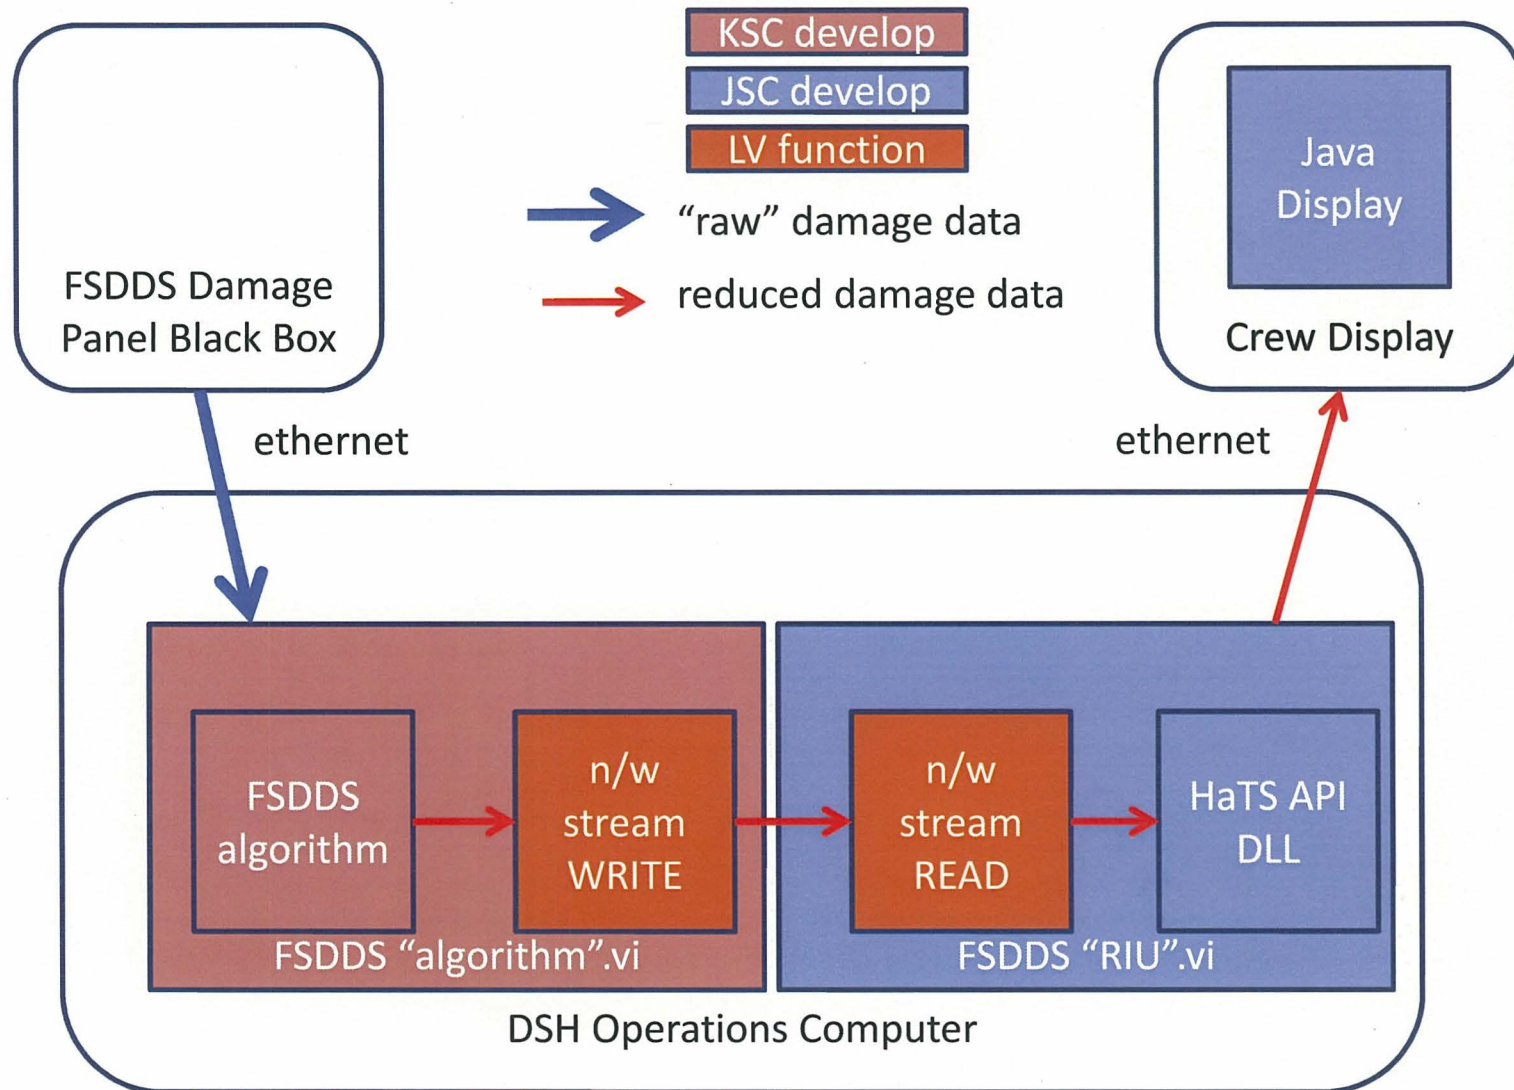 KSC develop
JSC develop
LV function
“raw” damage data
reduced damage data
FSDDS Damage
Panel Black Box
Java
Display
Crew Display
ethernet
ethernet
FSDDS
algorithm
n/w
stream
WRITE
FSDDS “algorithm”.vi
n/w
stream
READ
HaTS API
DLL
FSDDS “RIU”.vi
DSH Operations Computer